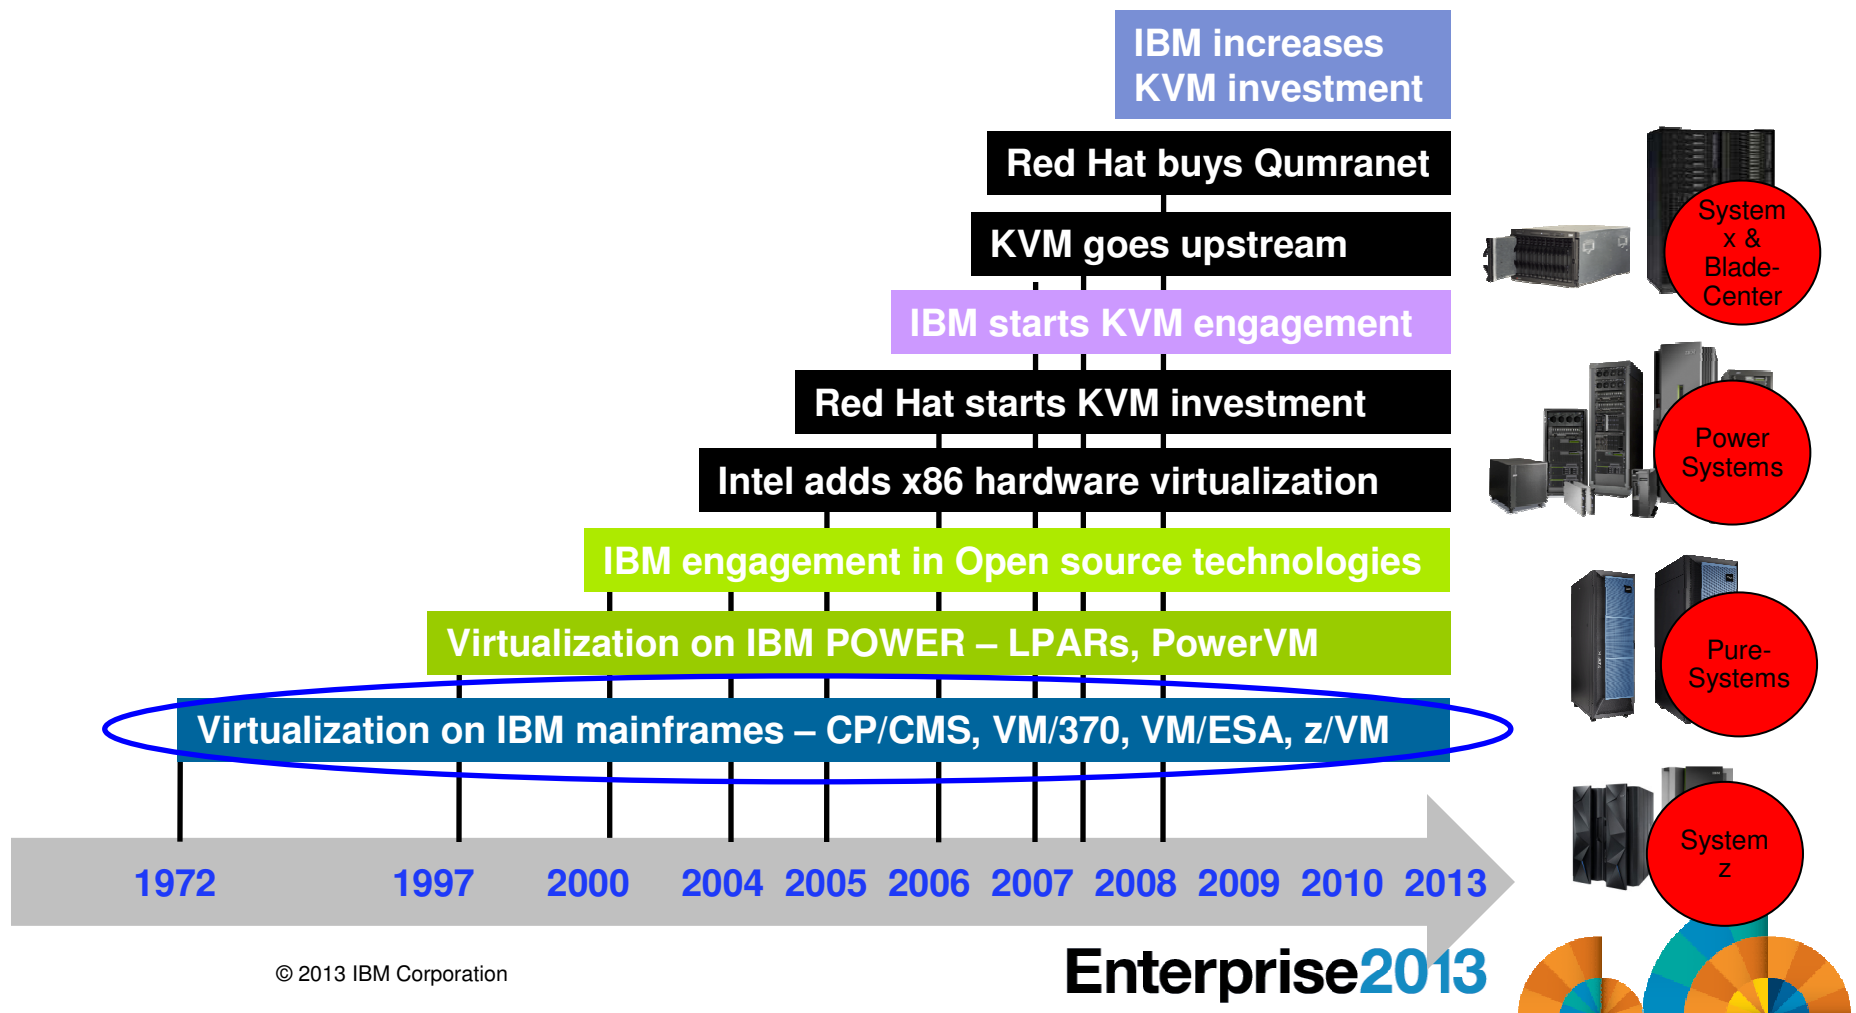 IBM increases
KVM investment
Red Hat buys Qumranet
KVM goes upstream
IBM starts KVM engagement
Red Hat starts KVM investment
Intel adds x86 hardware virtualization
IBM engagement in Open source technologies
Virtualization on IBM POWER – LPARs, PowerVM
Virtualization on IBM mainframes – CP/CMS, VM/370, VM/ESA, z/VM
1972 1997 2000 2004 2005 2006 2007 2008 2009 2010 2013
System
x &
Blade-
Center
Power
Systems
Pure-
Systems
System
z
© 2013 IBM Corporation
Enterprise2013